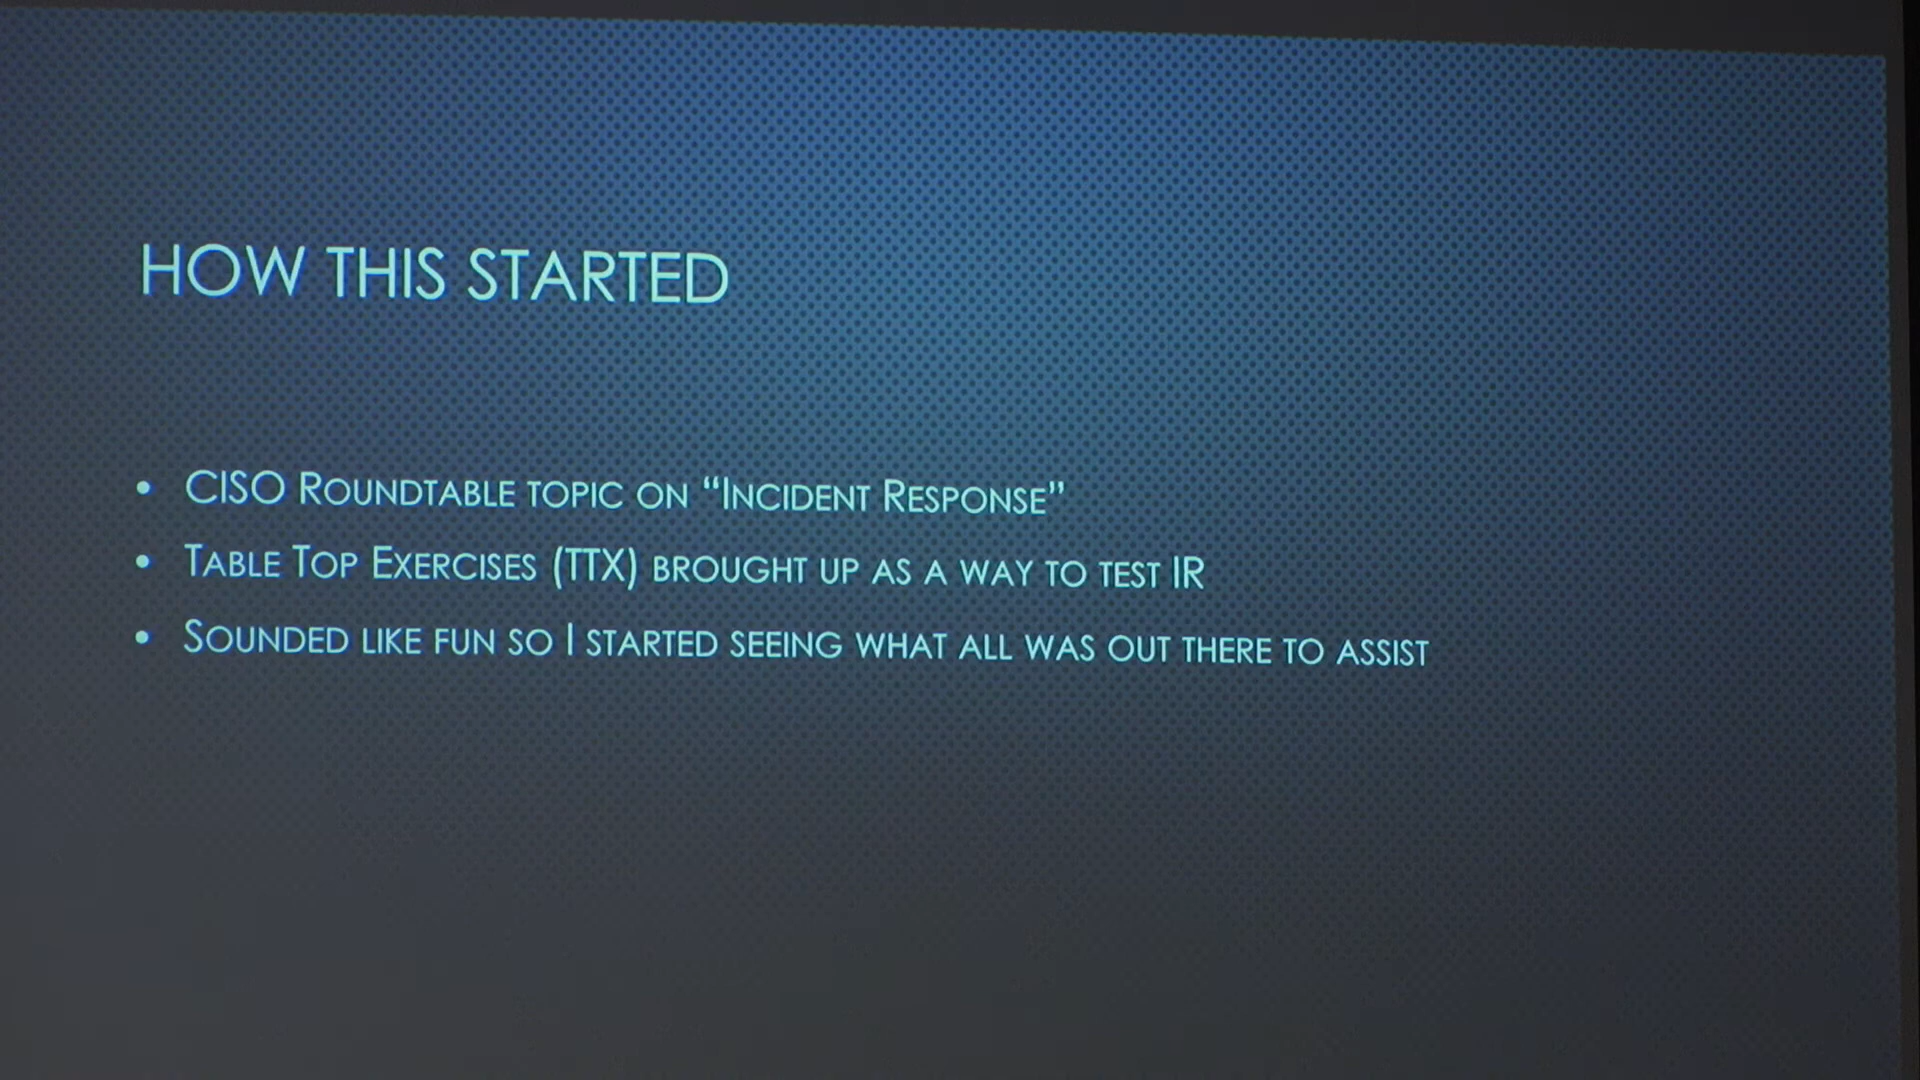 HOW THIS STARTED
• CISO ROUNDTABLE TOPIC ON “INCIDENT RESPONSE”
• TABLE TOP EXERCISES (TTX) BROUGHT UP AS A WAY TO TEST IR
• SOUNDED LIKE FUN SO I STARTED SEEING WHAT ALL WAS OUT THERE TO ASSIST